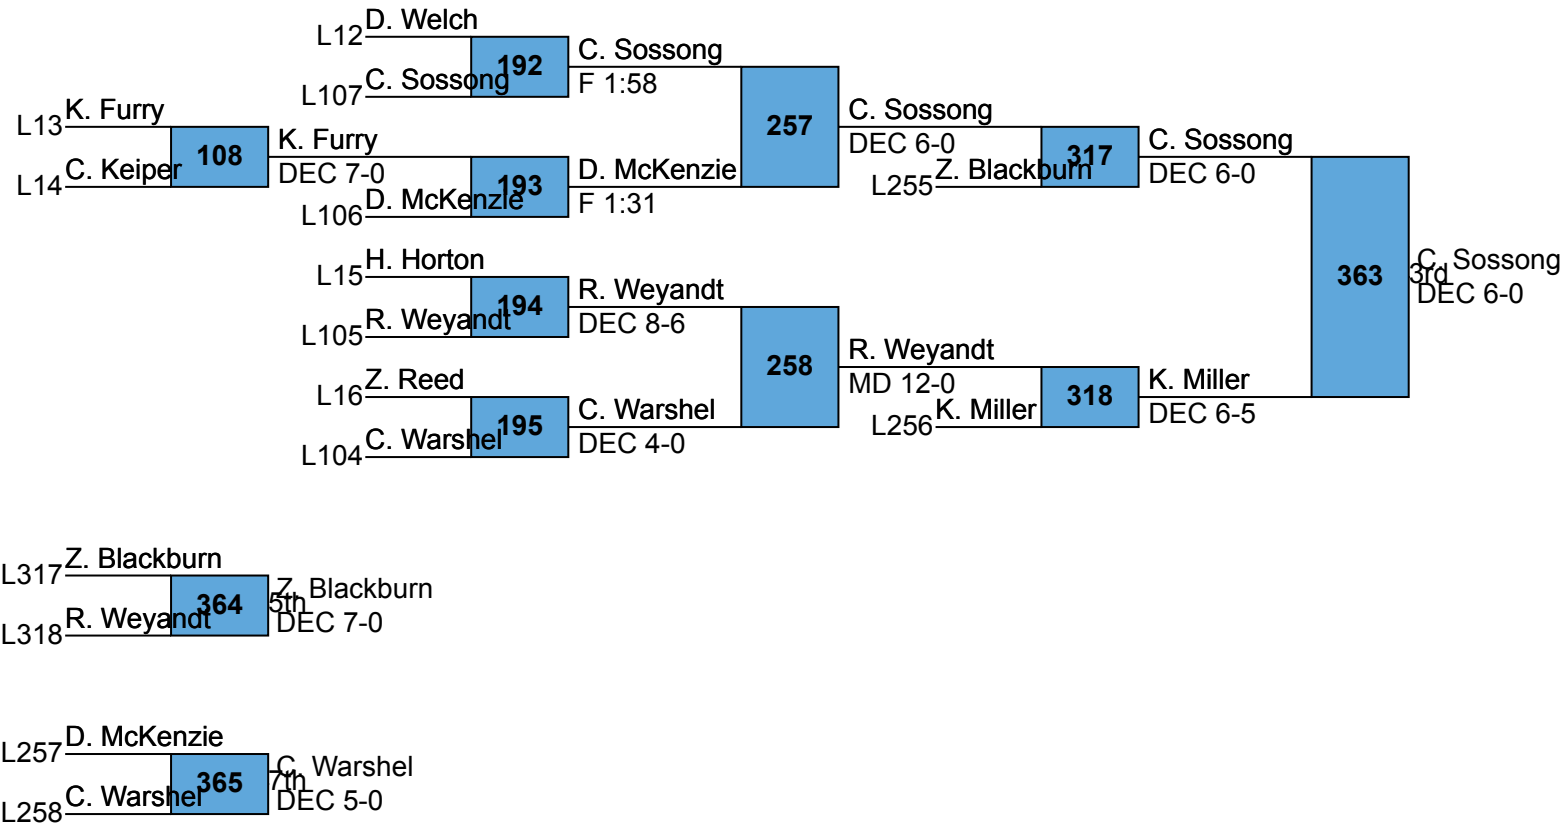 D. Welch
L12
192
C. Sossong
F 1:58
C. Sossong
L107
K. Furry
L13
108
K. Furry
DEC 7-0
C. Keiper
L14
193
D. McKenzie
F 1:31
D. McKenzie
L106
257
C. Sossong
DEC 6-0
Z. Blackburn
L255
317
C. Sossong
DEC 6-0
H. Horton
L15
194
R. Weyandt
DEC 8-6
R. Weyandt
L105
Z. Reed
L16
195
C. Warshel
DEC 4-0
C. Warshel
L104
258
R. Weyandt
MD 12-0
K. Miller
L256
318
K. Miller
DEC 6-5
363
C. Sossong
3rd
DEC 6-0
Z. Blackburn
L317
364
Z. Blackburn
5th
DEC 7-0
R. Weyandt
L318
D. McKenzie
L257
365
C. Warshel
7th
DEC 5-0
C. Warshel
L258